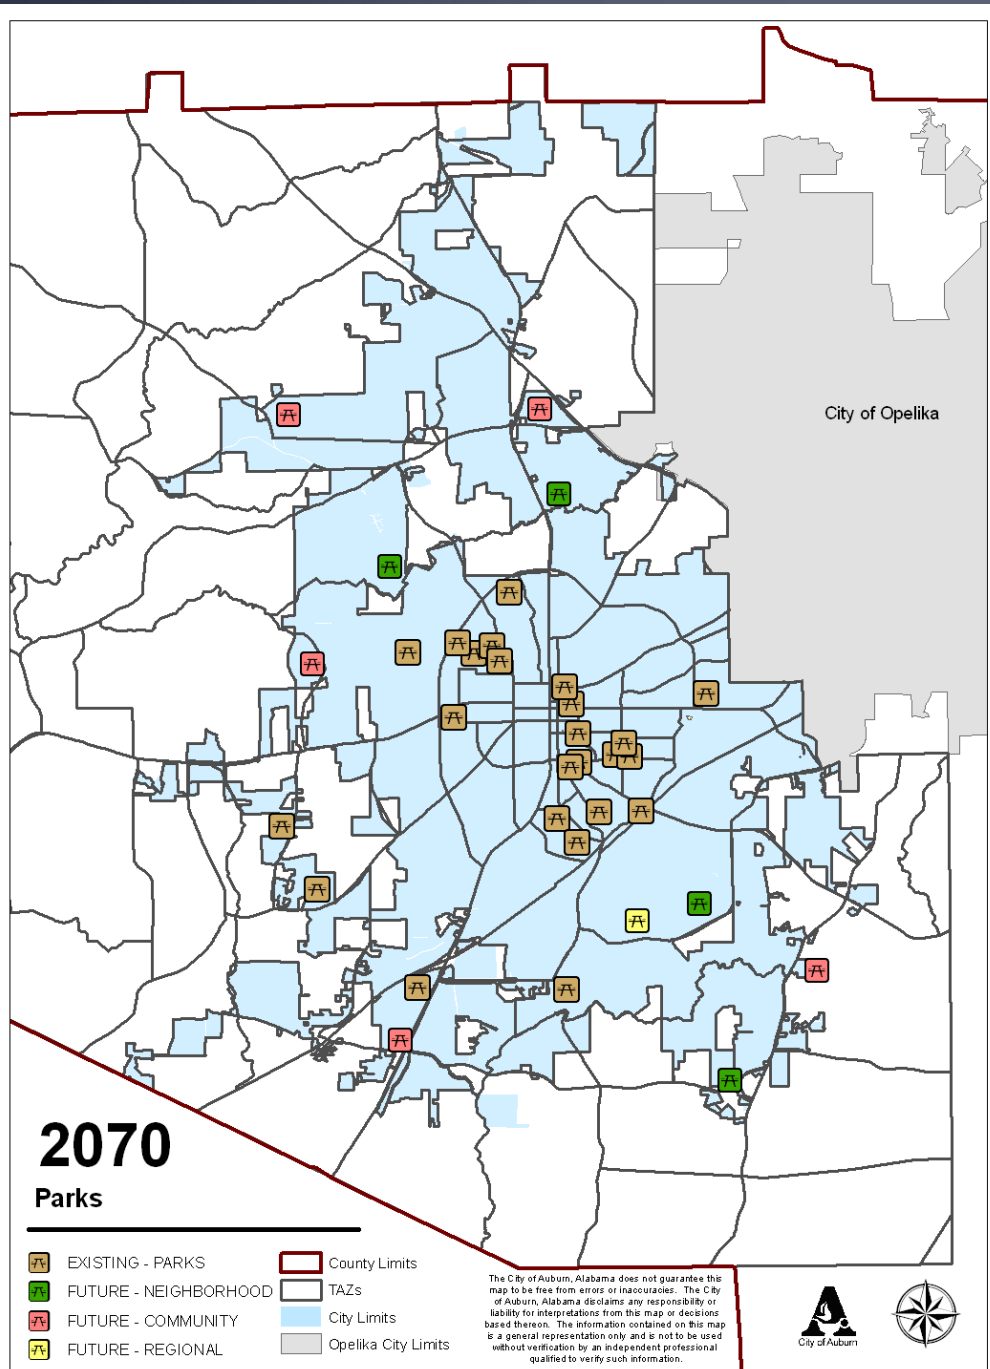 City of Opelika
2070
Parks
EXISTING - PARKS
FUTURE - NEIGHBORHOOD
FUTURE - COMMUNITY
FUTURE - REGIONAL
County Limits
TAZs
City Limits
Opelika City Limits
The City of Auburn, Alabama does not guarantee this
map to be free from errors or inaccuracies. The City
of Auburn, Alabama disclaims any responsibility or
liability for interpretations from this map or decisions
based thereon. The information contained on this map
is a general representation only and is not to be used
without verification by an independent professional
qualified to verify such information.
City of Auburn